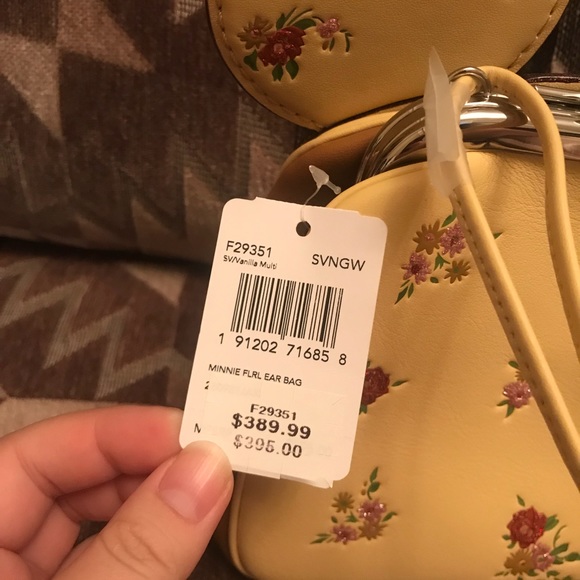 F29351
SV/Vanilla Multi
SVNGW
1 91202 71685 8
MINNIE FLRL EAR BAG
F29351
$389.99
$395.00